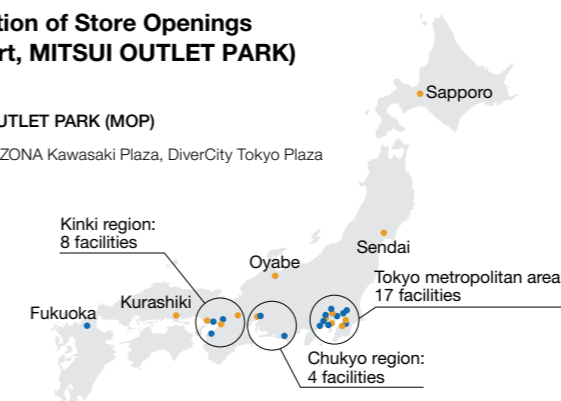 tion of Store Openings
rt, MITSUI OUTLET PARK)
UTLET PARK (MOP)
ZONA Kawasaki Plaza, DiverCity Tokyo Plaza
Sapporo
Kinki region:
8 facilities
Sendai
Oyabe
Tokyo metropolitan area
17 facilities
Kurashiki
Fukuoka
Chukyo region:
4 facilities